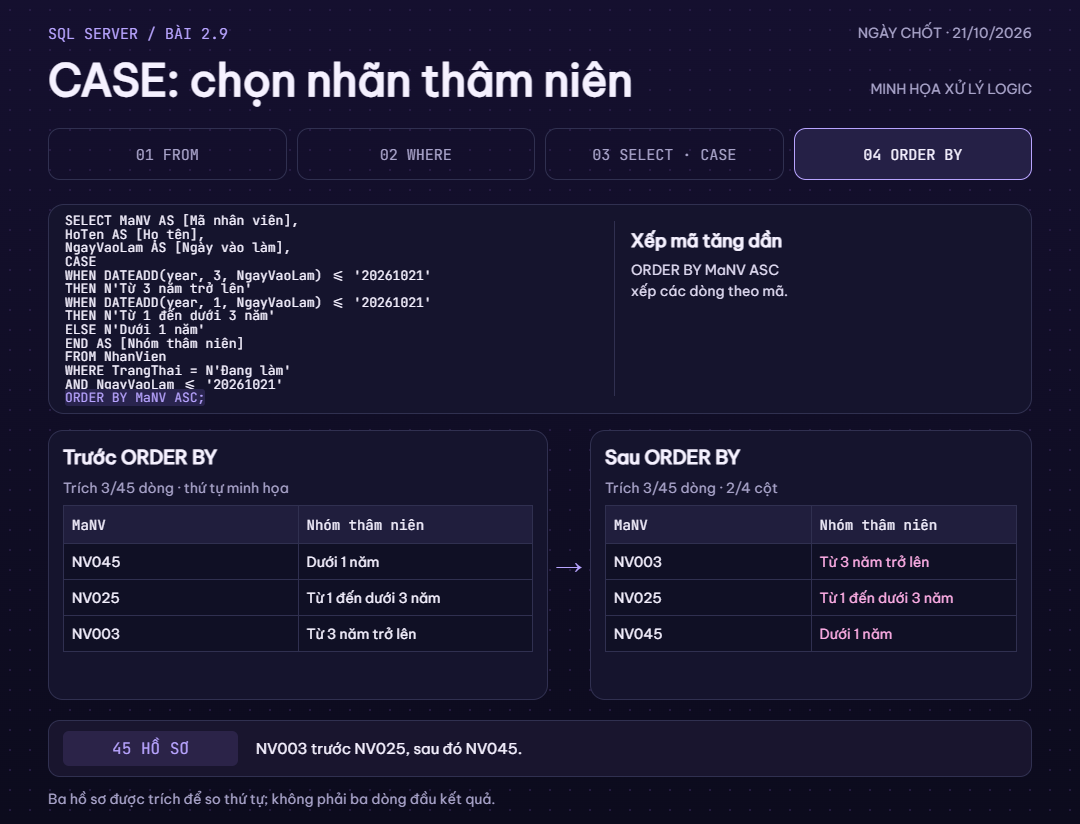 SQL SERVER / BÀI 2.9
NGÀY CHỐT · 21/10/2026
CASE: chọn nhãn thâm niên
MINH HỌA XỬ LÝ LOGIC
01 FROM
02 WHERE
03 SELECT · CASE
04 ORDER BY
SELECT MaNV AS [Mã nhân viên],
HoTen AS [Họ tên],
NgayVaoLam AS [Ngày vào làm],
CASE
WHEN DATEADD(year, 3, NgayVaoLam) <= '20261021'
THEN N'Từ 3 năm trở lên'
WHEN DATEADD(year, 1, NgayVaoLam) <= '20261021'
THEN N'Từ 1 đến dưới 3 năm'
ELSE N'Dưới 1 năm'
END AS [Nhóm thâm niên]
FROM NhanVien
WHERE TrangThai = N'Đang làm'
AND NgayVaoLam <= '20261021'
ORDER BY MaNV ASC;
Xếp mã tăng dần
ORDER BY MaNV ASC
xếp các dòng theo mã.
Trước ORDER BY
Trích 3/45 dòng · thứ tự minh họa
MaNV Nhóm thâm niên
NV045 Dưới 1 năm
NV025 Từ 1 đến dưới 3 năm
NV003 Từ 3 năm trở lên
→
Sau ORDER BY
Trích 3/45 dòng · 2/4 cột
MaNV Nhóm thâm niên
NV003 Từ 3 năm trở lên
NV025 Từ 1 đến dưới 3 năm
NV045 Dưới 1 năm
45 HỒ SƠ
NV003 trước NV025, sau đó NV045.
Ba hồ sơ được trích để so thứ tự; không phải ba dòng đầu kết quả.